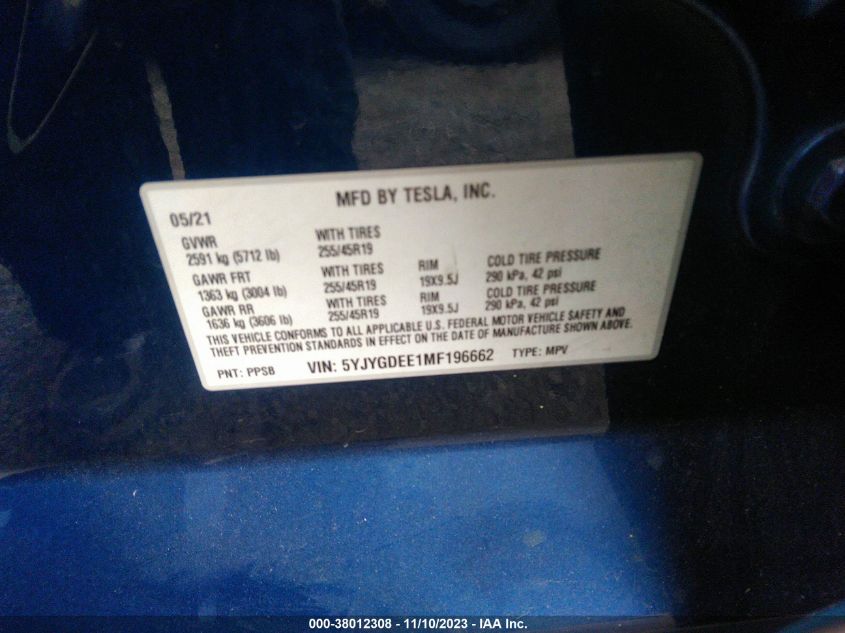 MFD BY TESLA, INC.
05/21
GVWR WITH TIRES
2591 kg (5712 lb) 255/45R19
GAWR FRT WITH TIRES RIM COLD TIRE PRESSURE
1363 kg (3004 lb) 255/45R19 19X9.5J 290 kPa, 42 psi
GAWR RR WITH TIRES RIM COLD TIRE PRESSURE
1636 kg (3606 lb) 255/45R19 19X9.5J 290 kPa, 42 psi
THIS VEHICLE CONFORMS TO ALL APPLICABLE U.S. FEDERAL MOTOR VEHICLE SAFETY AND
THEFT PREVENTION STANDARDS IN EFFECT ON THE DATE OF MANUFACTURE SHOWN ABOVE.
PNT: PPSB VIN: 5YJYGDEE1MF196662 TYPE: MPV
000-38012308 - 11/10/2023 - IAA Inc.